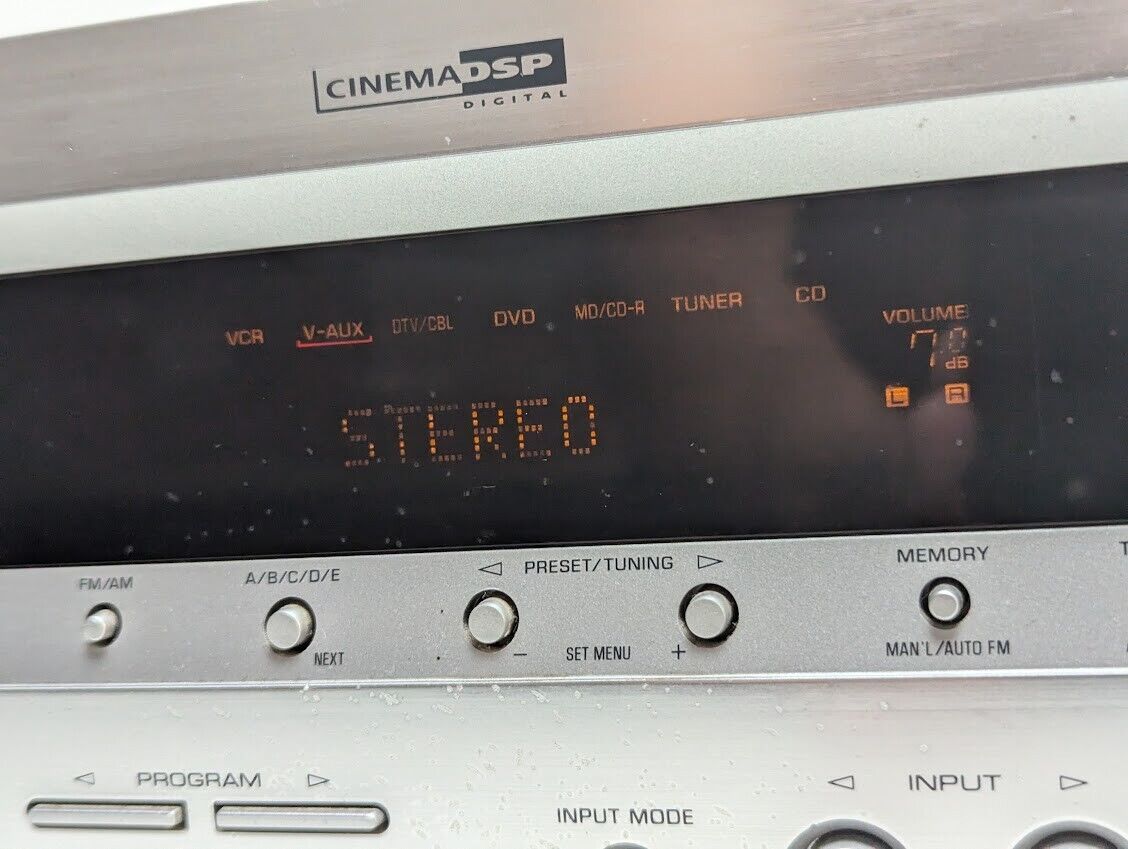 CINEMA DSP
DIGITAL
VCR V-AUX DTV/CBL DVD MD/CD-R TUNER CD
VOLUME
dB
L R
STEREO
FM/AM A/B/C/D/E PRESET/TUNING MEMORY
NEXT – SET MENU + MAN'L/AUTO FM
PROGRAM INPUT
INPUT MODE